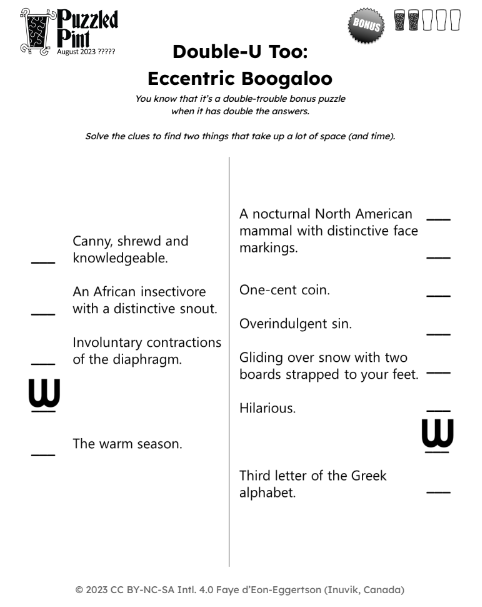 Puzzled
Pint
August 2023 ?????
BONUS
Double-U Too:
Eccentric Boogaloo
You know that it's a double-trouble bonus puzzle
when it has double the answers.
Solve the clues to find two things that take up a lot of space (and time).
Canny, shrewd and
knowledgeable.
An African insectivore
with a distinctive snout.
Involuntary contractions
of the diaphragm.
W
The warm season.
A nocturnal North American
mammal with distinctive face
markings.
One-cent coin.
Overindulgent sin.
Gliding over snow with two
boards strapped to your feet.
Hilarious.
W
Third letter of the Greek
alphabet.
© 2023 CC BY-NC-SA Intl. 4.0 Faye d'Eon-Eggertson (Inuvik, Canada)